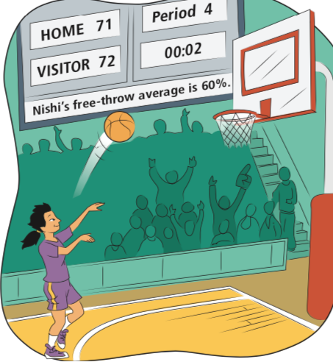 HOME 71
Period 4
VISITOR 72
00:02
Nishi's free-throw average is 60%.